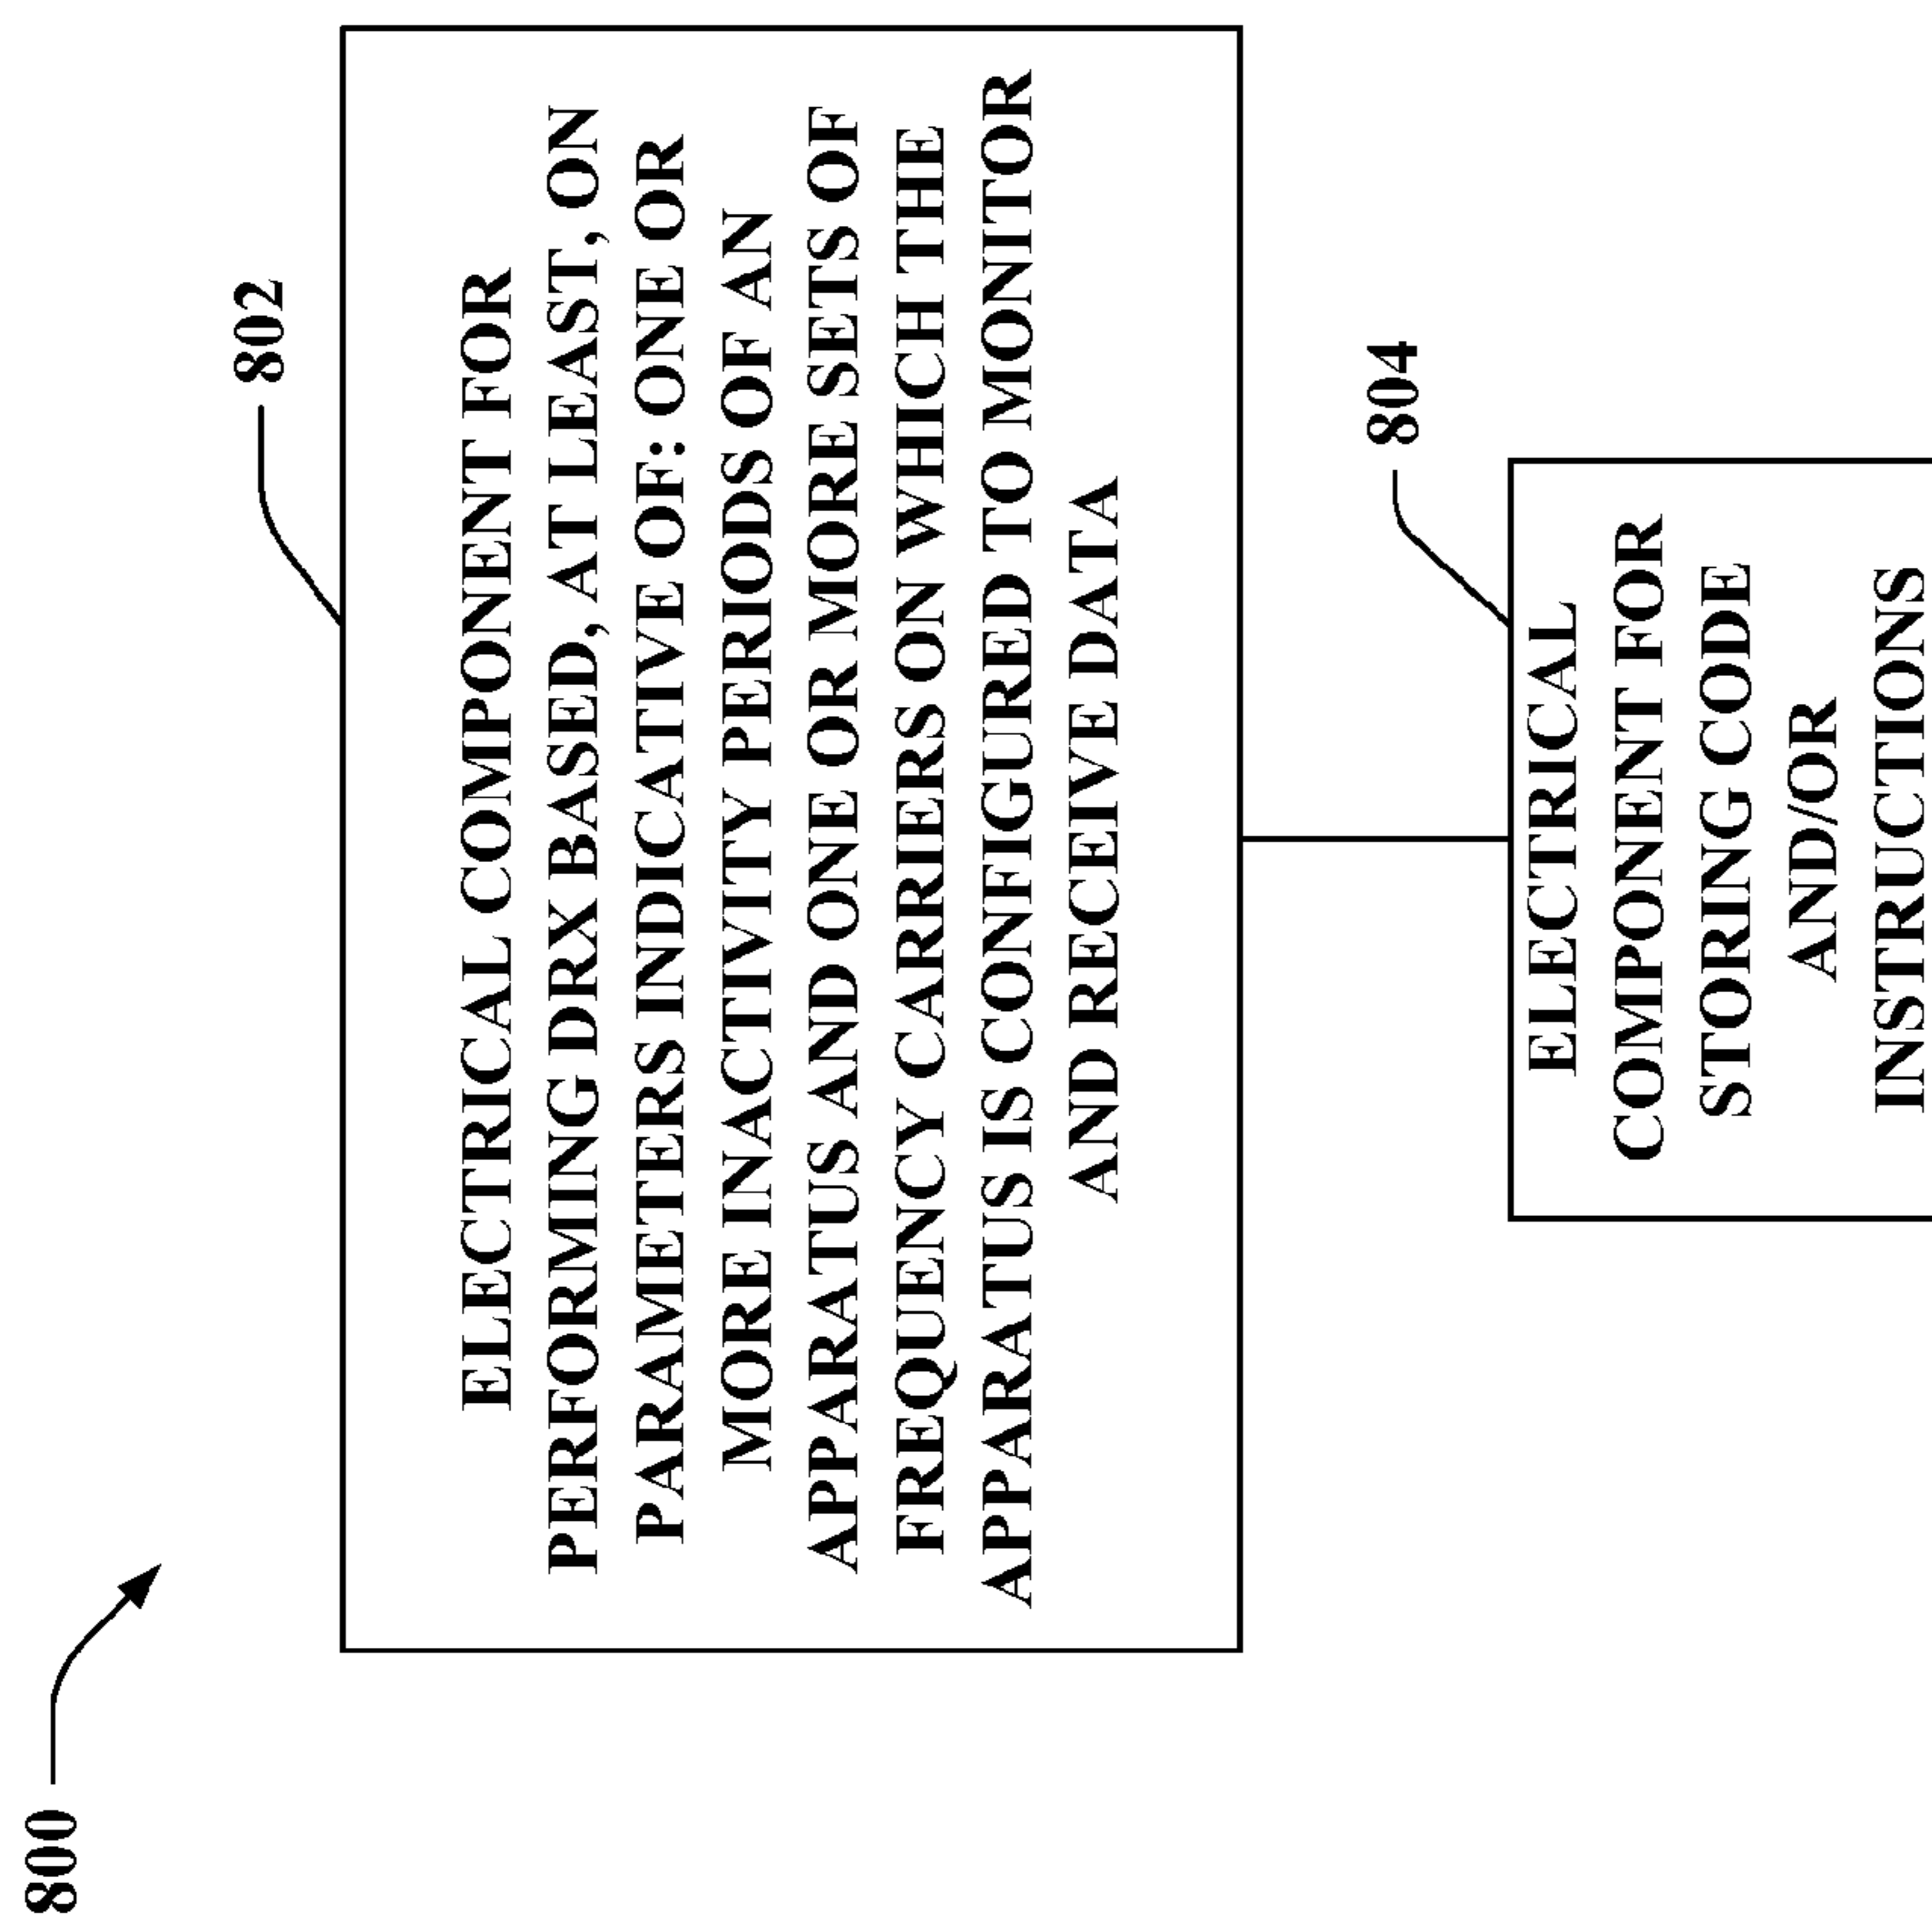 800
802
ELECTRICAL COMPONENT FOR
PERFORMING DRX BASED, AT LEAST, ON
PARAMETERS INDICATIVE OF: ONE OR
MORE INACTIVITY PERIODS OF AN
APPARATUS AND ONE OR MORE SETS OF
FREQUENCY CARRIERS ON WHICH THE
APPARATUS IS CONFIGURED TO MONITOR
AND RECEIVE DATA
804
ELECTRICAL
COMPONENT FOR
STORING CODE
AND/OR
INSTRUCTIONS